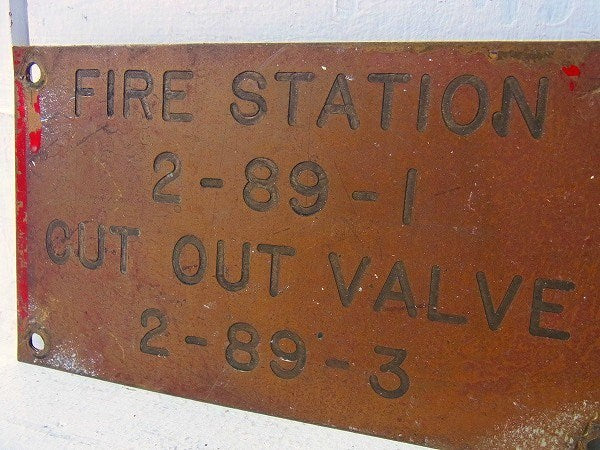 FIRE STATION
2-89-1
CUT OUT VALVE
2-89-3